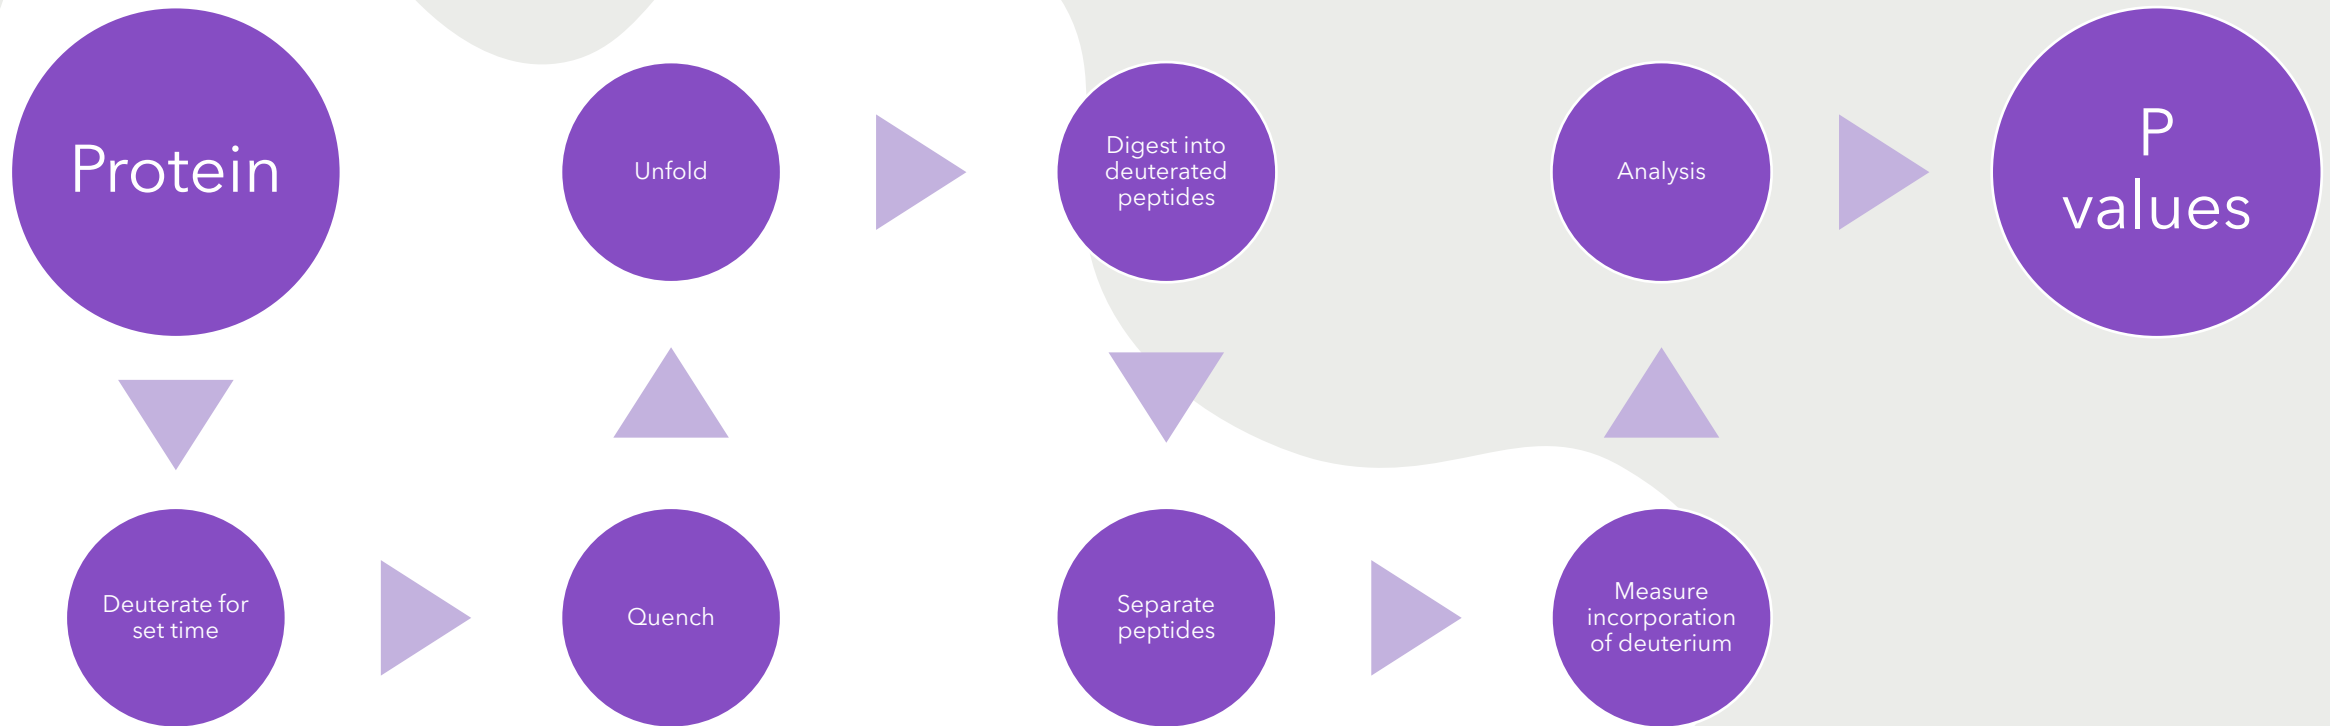 Protein
Deuterate for
set time
Quench
Unfold
Digest into
deuterated
peptides
Separate
peptides
Measure
incorporation
of deuterium
Analysis
P
values